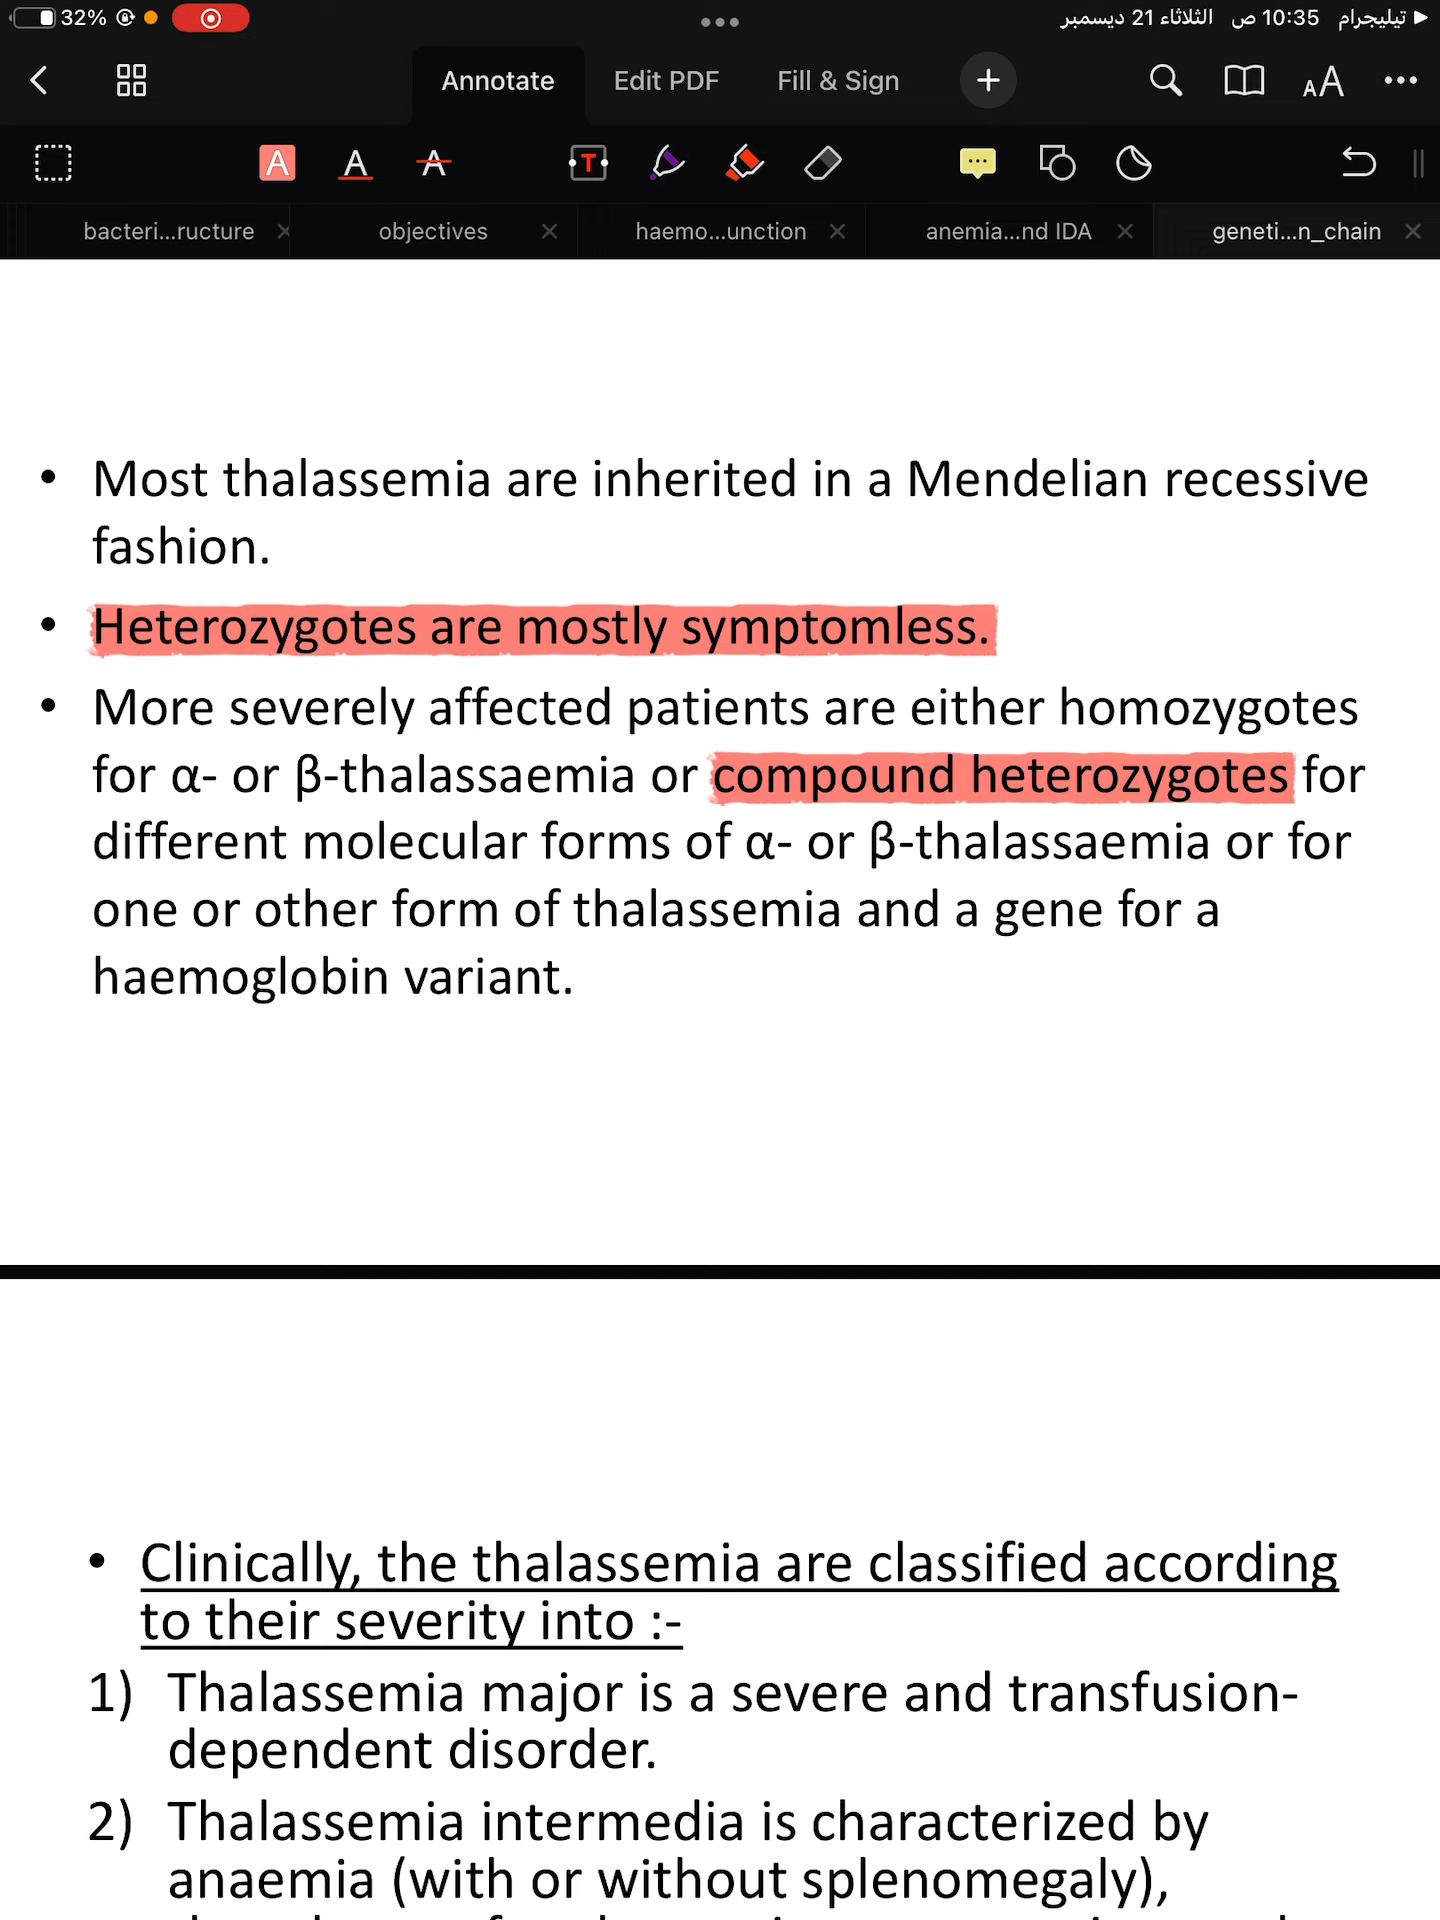 32%
تيليجرام 10:35 ص الثلاثاء 21 ديسمبر
Annotate Edit PDF Fill & Sign
bacteri...ructure objectives haemo...unction anemia...nd IDA geneti...n_chain
• Most thalassemia are inherited in a Mendelian recessive
fashion.
• Heterozygotes are mostly symptomless.
• More severely affected patients are either homozygotes
for α- or β-thalassaemia or compound heterozygotes for
different molecular forms of α- or β-thalassaemia or for
one or other form of thalassemia and a gene for a
haemoglobin variant.
• Clinically, the thalassemia are classified according
to their severity into :-
1) Thalassemia major is a severe and transfusion-
dependent disorder.
2) Thalassemia intermedia is characterized by
anaemia (with or without splenomegaly),